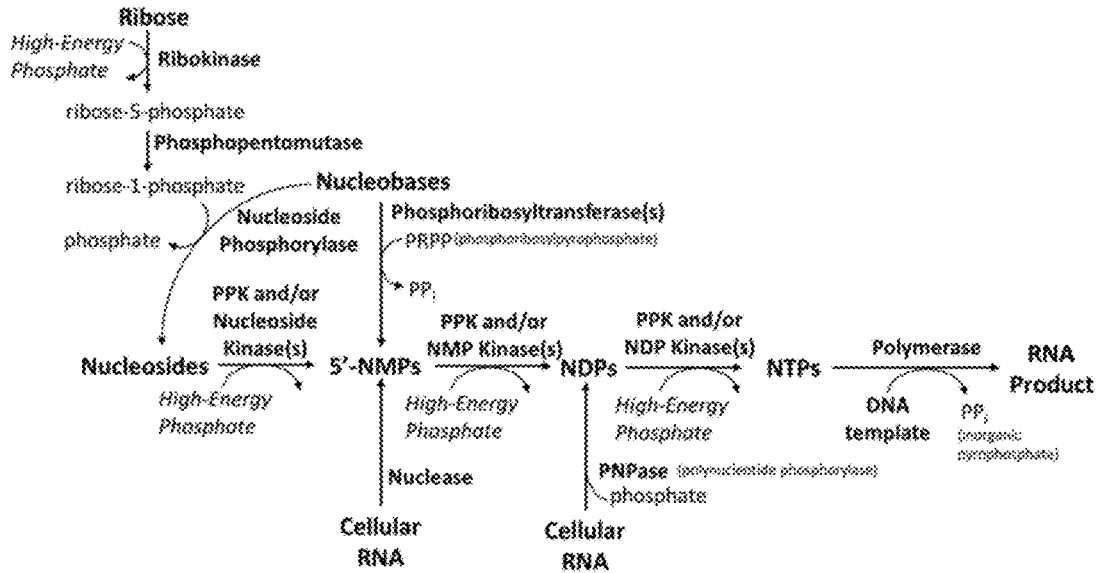 Ribose
High-Energy
Phosphate
Ribokinase
ribose-5-phosphate
Phosphopentomutase
ribose-1-phosphate
Nucleobases
phosphate
Nucleoside
Phosphorylase
Phosphoribosyltransferase(s)
PRPP (phosphoribosylpyrophosphate)
PPi
PPK and/or
Nucleoside
Kinase(s)
PPK and/or
NMP Kinase(s)
PPK and/or
NDP Kinase(s)
Polymerase
Nucleosides
5'-NMPs
NDPs
NTPs
RNA
Product
High-Energy
Phosphate
High-Energy
Phosphate
High-Energy
Phosphate
DNA
template
PPi
(inorganic
pyrophosphate)
Nuclease
PNPase (polynucleotide phosphorylase)
phosphate
Cellular
RNA
Cellular
RNA